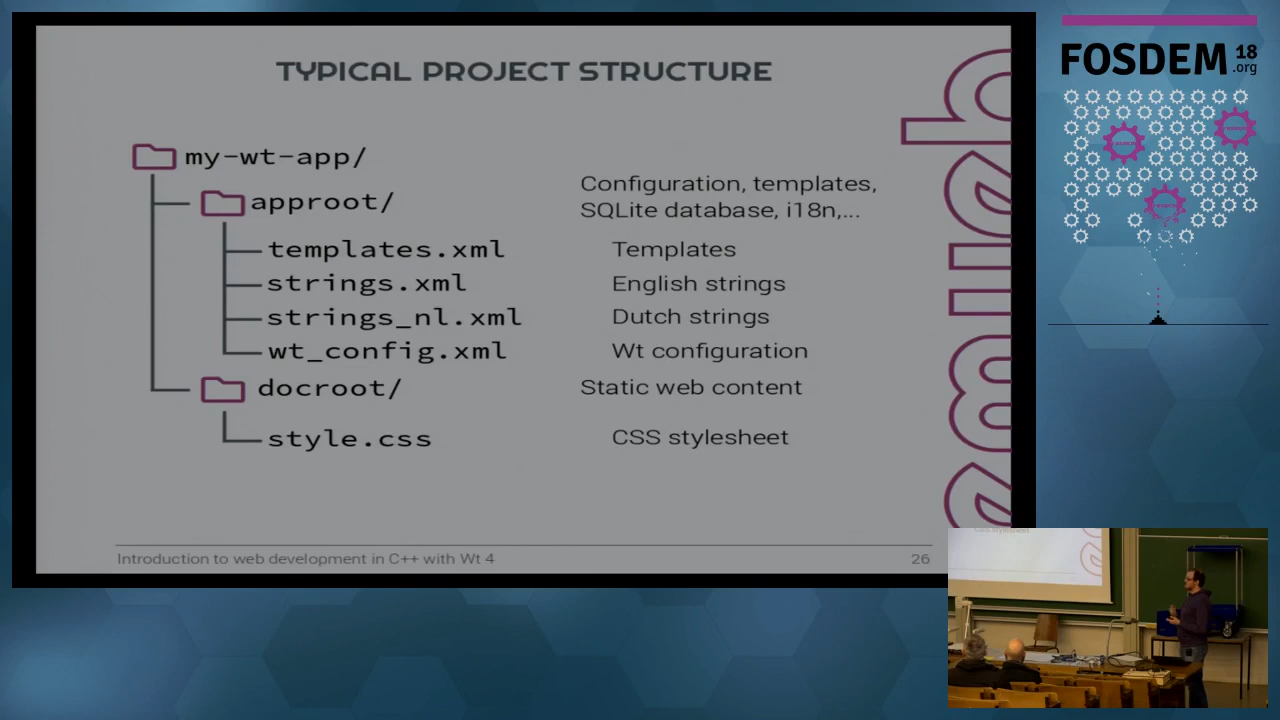 TYPICAL PROJECT STRUCTURE
my-wt-app/
approot/
Configuration, templates,
SQLite database, i18n,...
templates.xml Templates
strings.xml English strings
strings_nl.xml Dutch strings
wt_config.xml Wt configuration
docroot/ Static web content
style.css CSS stylesheet
Introduction to web development in C++ with Wt 4 26
FOSDEM 18
.org